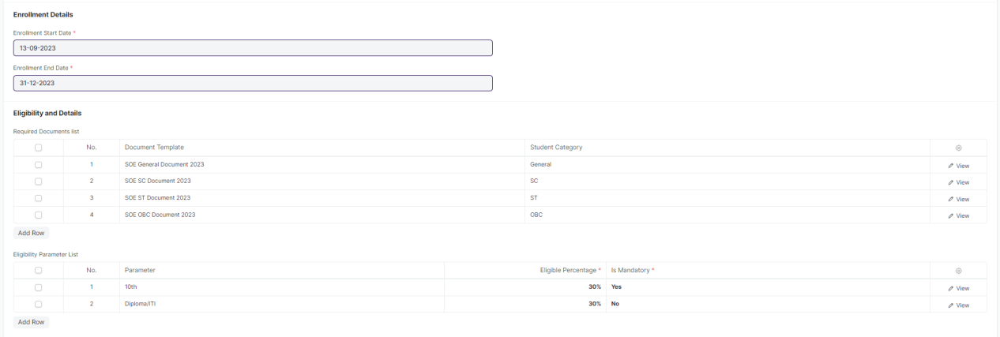 Enrollment Details
Enrollment Start Date *
13-09-2023
Enrollment End Date *
31-12-2023
Eligibility and Details
Required Documents list
No. Document Template Student Category
1 SOE General Document 2023 General View
2 SOE SC Document 2023 SC View
3 SOE ST Document 2023 ST View
4 SOE OBC Document 2023 OBC View
Add Row
Eligibility Parameter List
No. Parameter Eligible Percentage * Is Mandatory *
1 10th 30% Yes View
2 Diploma/ITI 30% No View
Add Row